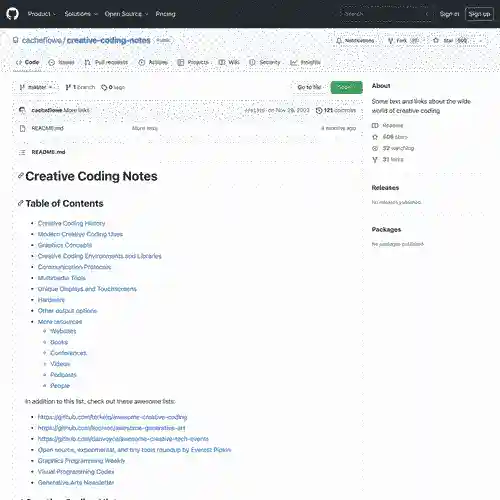 Product Solutions Open Source Pricing
Search
Sign in Sign up
cacheflowe / creative-coding-notes
Notifications Fork Star
Code Issues Pull requests Actions Projects Wiki Security Insights
master 1 branch 0 tags Go to file Code
cacheflowe More links on Nov 29, 2023 121 commits
README.md More links 4 months ago
README.md
Creative Coding Notes
Table of Contents
Creative Coding History
Modern Creative Coding Uses
Graphics Concepts
Creative Coding Environments and Libraries
Communication Protocols
Multimedia Tools
Unique Displays and Touchscreens
Hardware
Other output options
More resources
Websites
Books
Conferences
Videos
Podcasts
People
In addition to this list, check out these awesome lists:
https://github.com/terkelg/awesome-creative-coding
https://github.com/kosmos/awesome-generative-art
https://github.com/danvoyce/awesome-creative-tech-events
Open source, experimental, and tiny tools roundup by Everest Pipkin
Graphics Programming Weekly
Visual Programming Codex
Generative Arts Newsletter
About
Some text and links about the wide
world of creative coding
Readme
stars
watching
31 forks
Releases
No releases published
Packages
No packages published